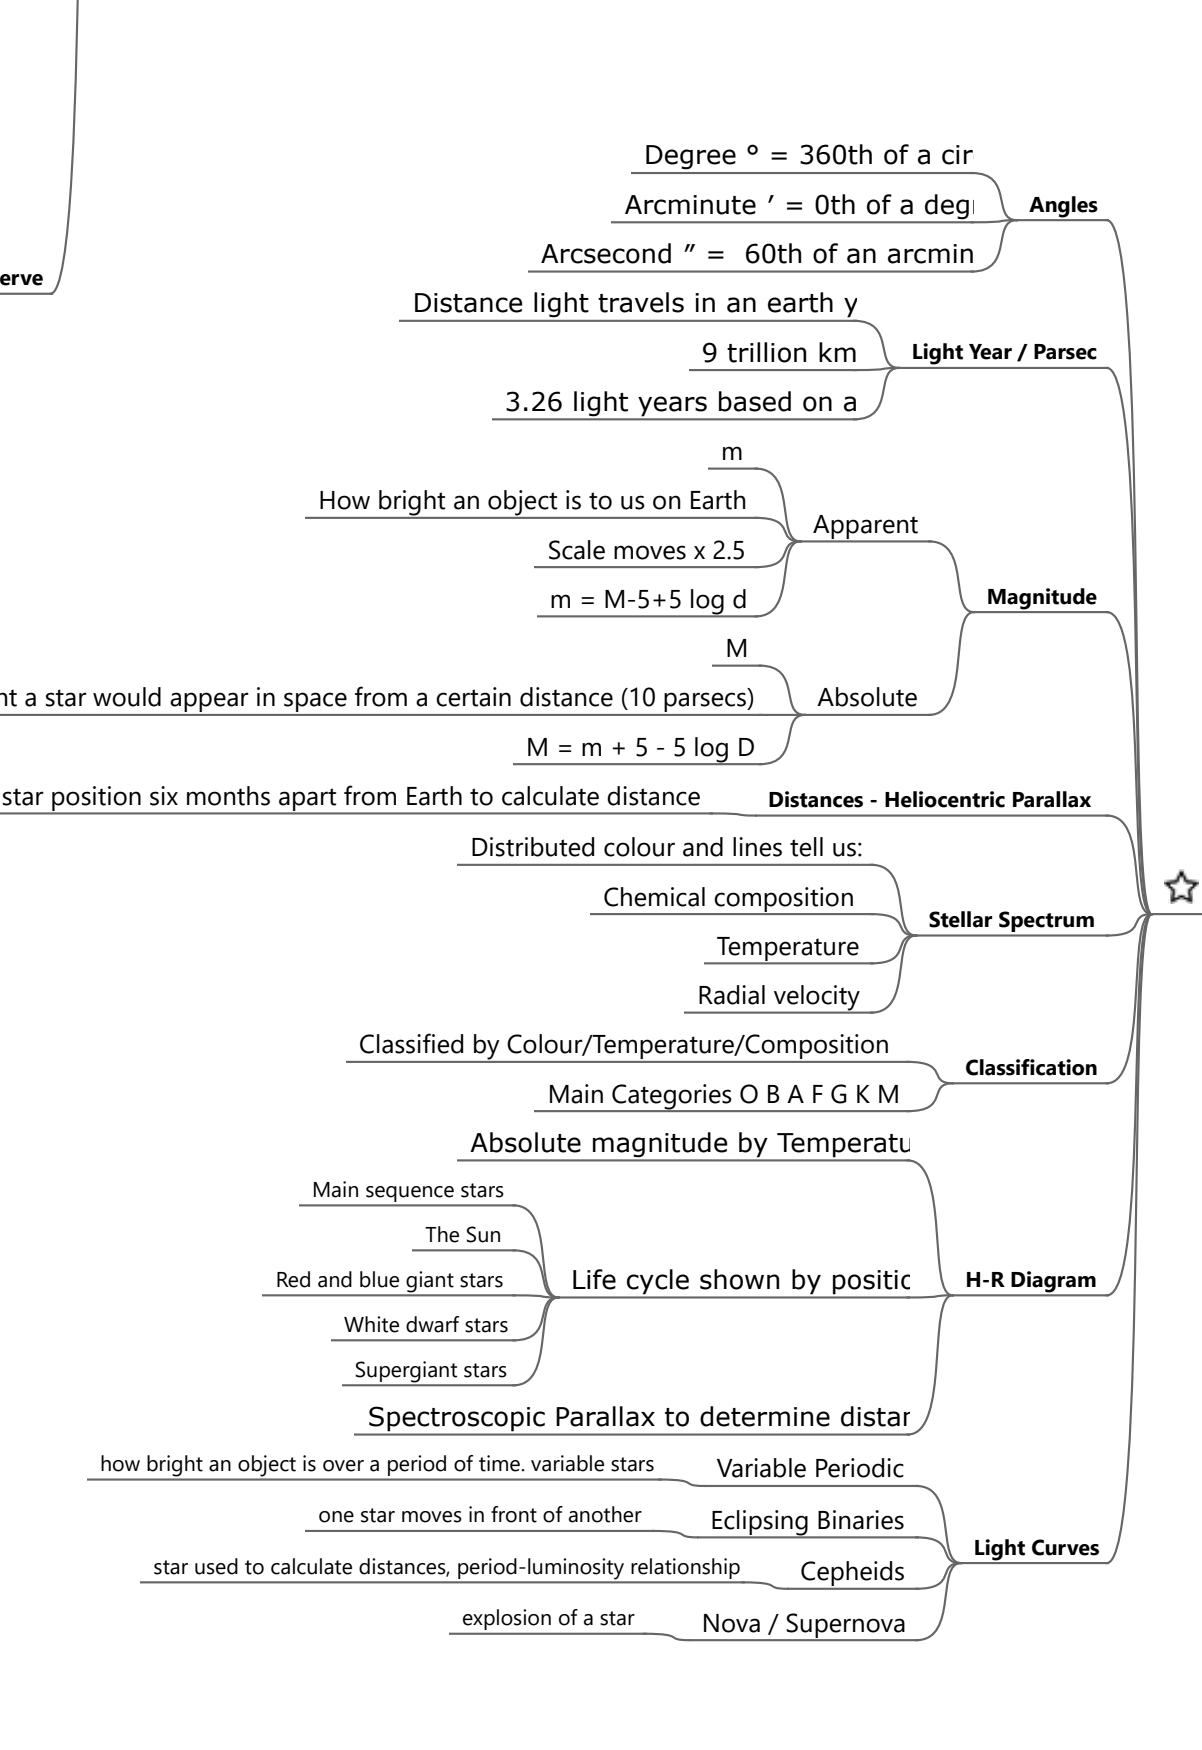 Degree ° = 360th of a cir
Arcminute ′ = 0th of a deg
Angles
Arcsecond ″ =  60th of an arcmin
erve
Distance light travels in an earth y
9 trillion km
Light Year / Parsec
3.26 light years based on a
m
How bright an object is to us on Earth
Apparent
Scale moves x 2.5
m = M-5+5 log d
Magnitude
M
nt a star would appear in space from a certain distance (10 parsecs)
Absolute
M = m + 5 - 5 log D
star position six months apart from Earth to calculate distance
Distances - Heliocentric Parallax
Distributed colour and lines tell us:
Chemical composition
Stellar Spectrum
Temperature
Radial velocity
Classified by Colour/Temperature/Composition
Classification
Main Categories O B A F G K M
Absolute magnitude by Temperatu
Main sequence stars
The Sun
Red and blue giant stars
Life cycle shown by positio
H-R Diagram
White dwarf stars
Supergiant stars
Spectroscopic Parallax to determine distan
how bright an object is over a period of time. variable stars
Variable Periodic
one star moves in front of another
Eclipsing Binaries
Light Curves
star used to calculate distances, period-luminosity relationship
Cepheids
explosion of a star
Nova / Supernova